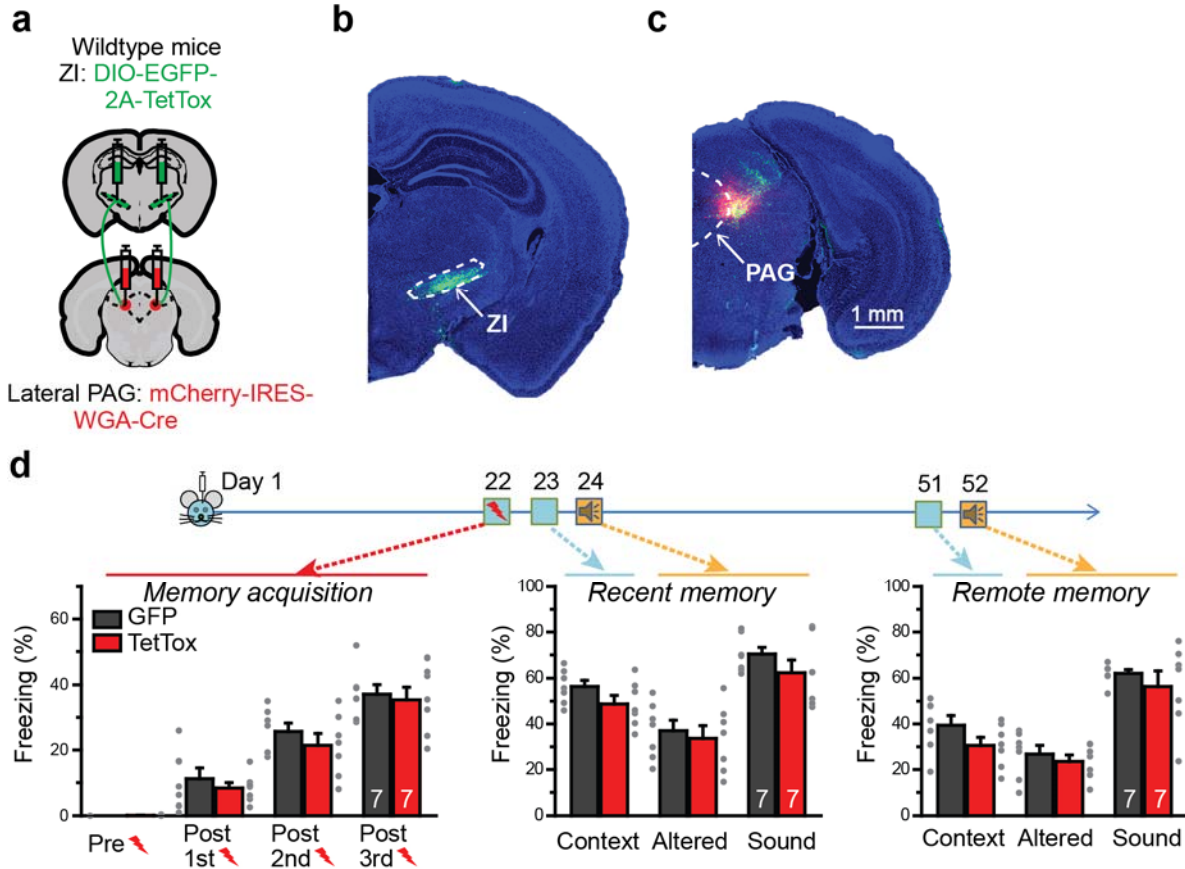 a
Wildtype mice
ZI: DIO-EGFP-
2A-TetTox
Lateral PAG: mCherry-IRES-
WGA-Cre
b
ZI
c
PAG
1 mm
d
Day 1
22
23
24
51
52
Memory acquisition
Freezing (%)
60
40
20
0
GFP
TetTox
7
7
Pre
Post
1st
Post
2nd
Post
3rd
Recent memory
Freezing (%)
100
80
60
40
20
0
7
7
Context
Altered
Sound
Remote memory
Freezing (%)
100
80
60
40
20
0
7
7
Context
Altered
Sound